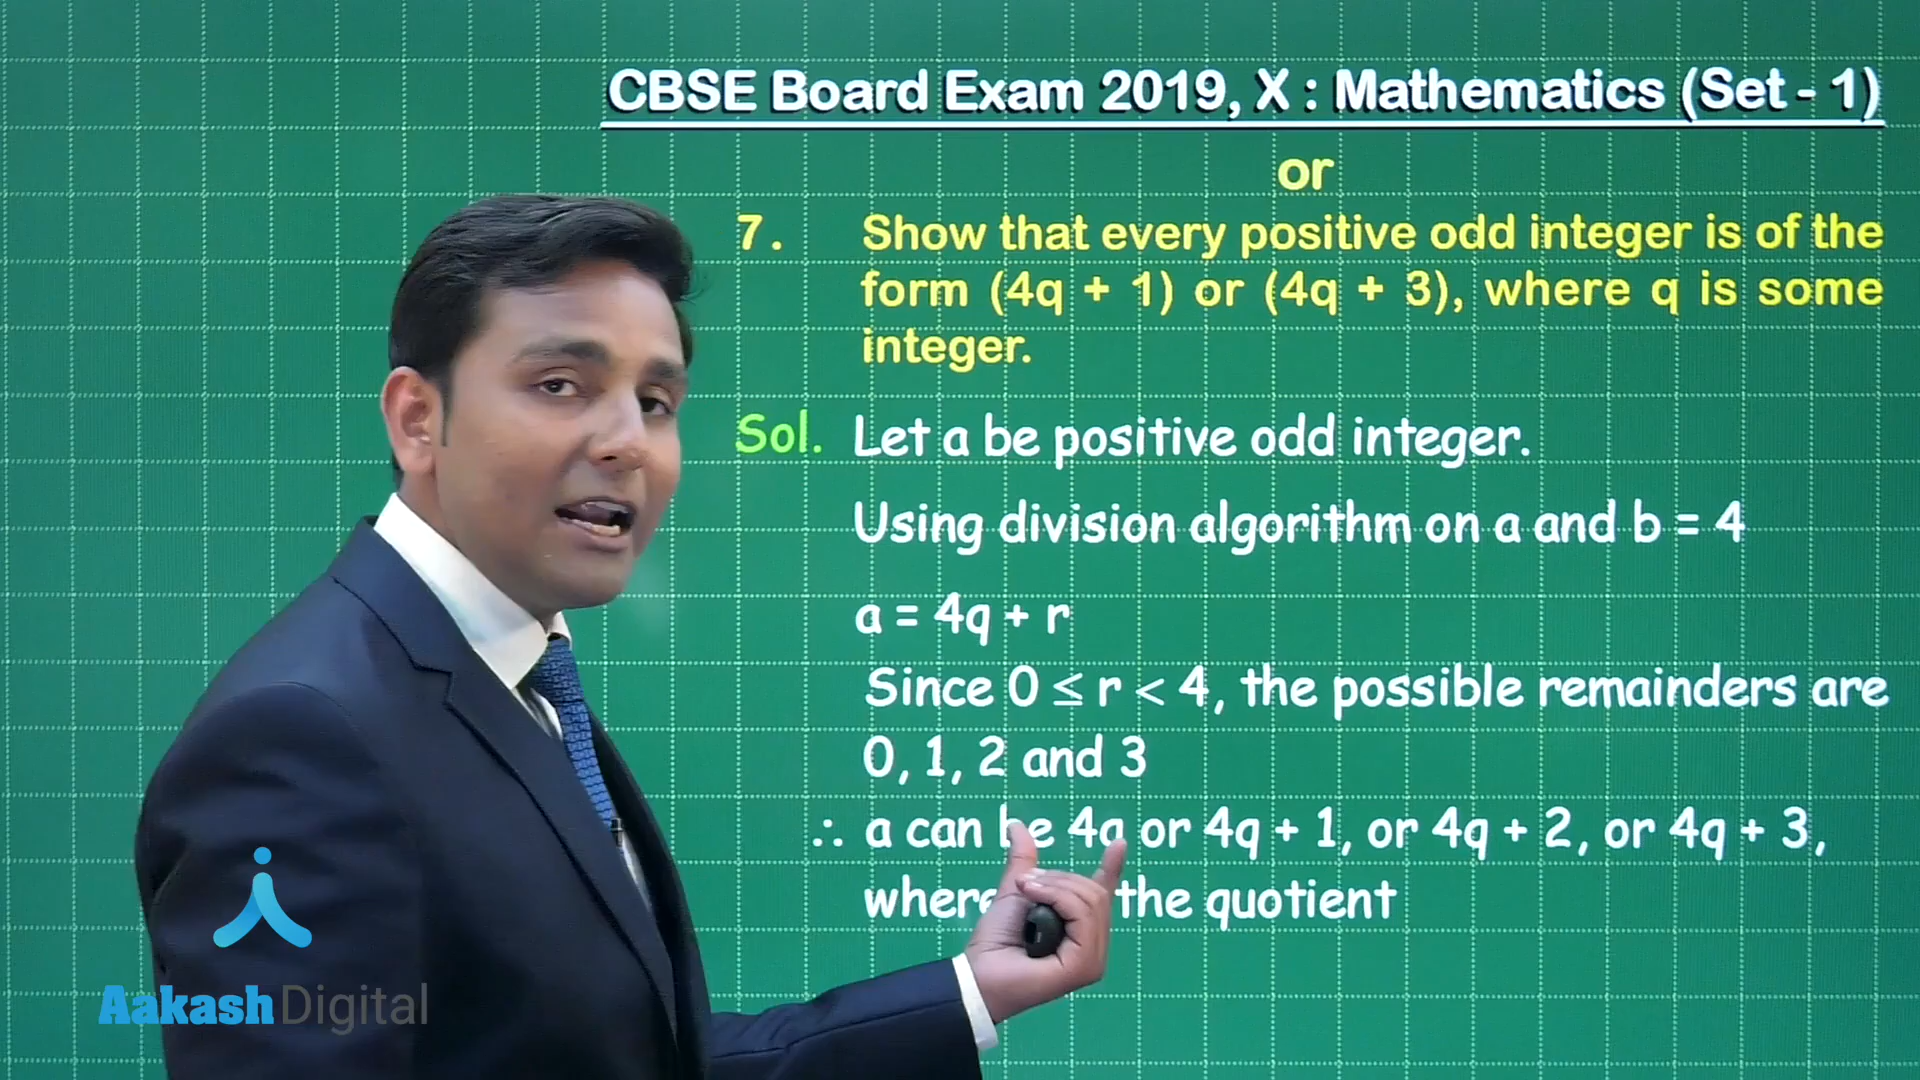 CBSE Board Exam 2019, X : Mathematics (Set - 1)
or
7. Show that every positive odd integer is of the
form (4q + 1) or (4q + 3), where q is some
integer.
Sol. Let a be positive odd integer.
Using division algorithm on a and b = 4
a = 4q + r
Since 0 ≤ r < 4, the possible remainders are
0, 1, 2 and 3
∴ a can be 4q or 4q + 1, or 4q + 2, or 4q + 3,
where the quotient
Aakash Digital